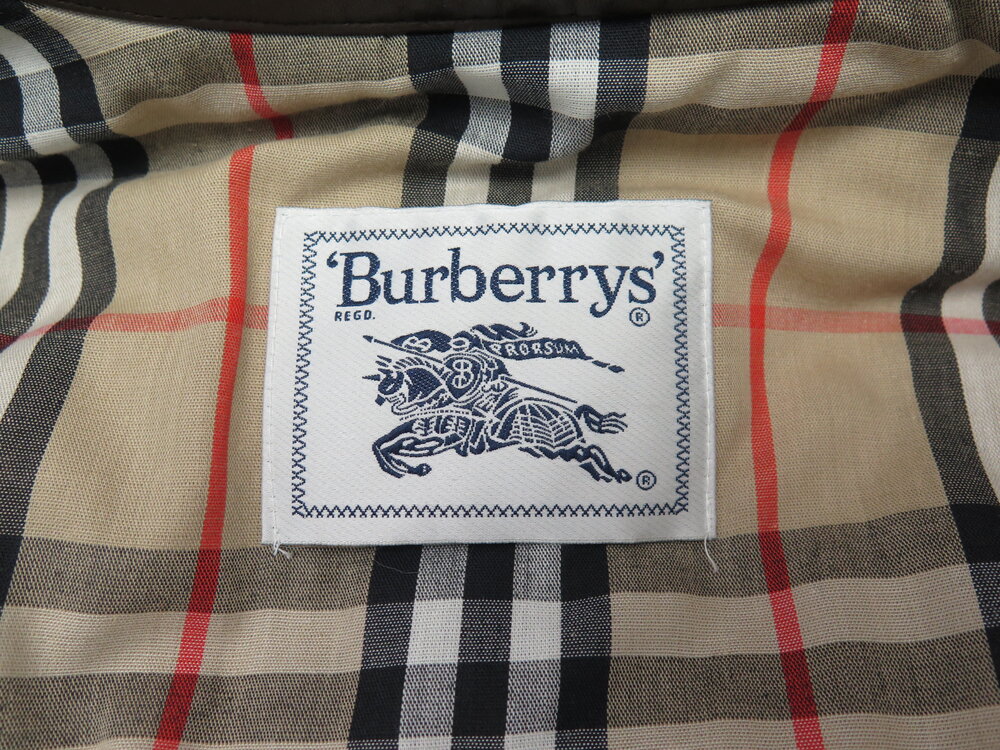 ‘Burberrys’
REGD. ®
PRORSUM
B
®